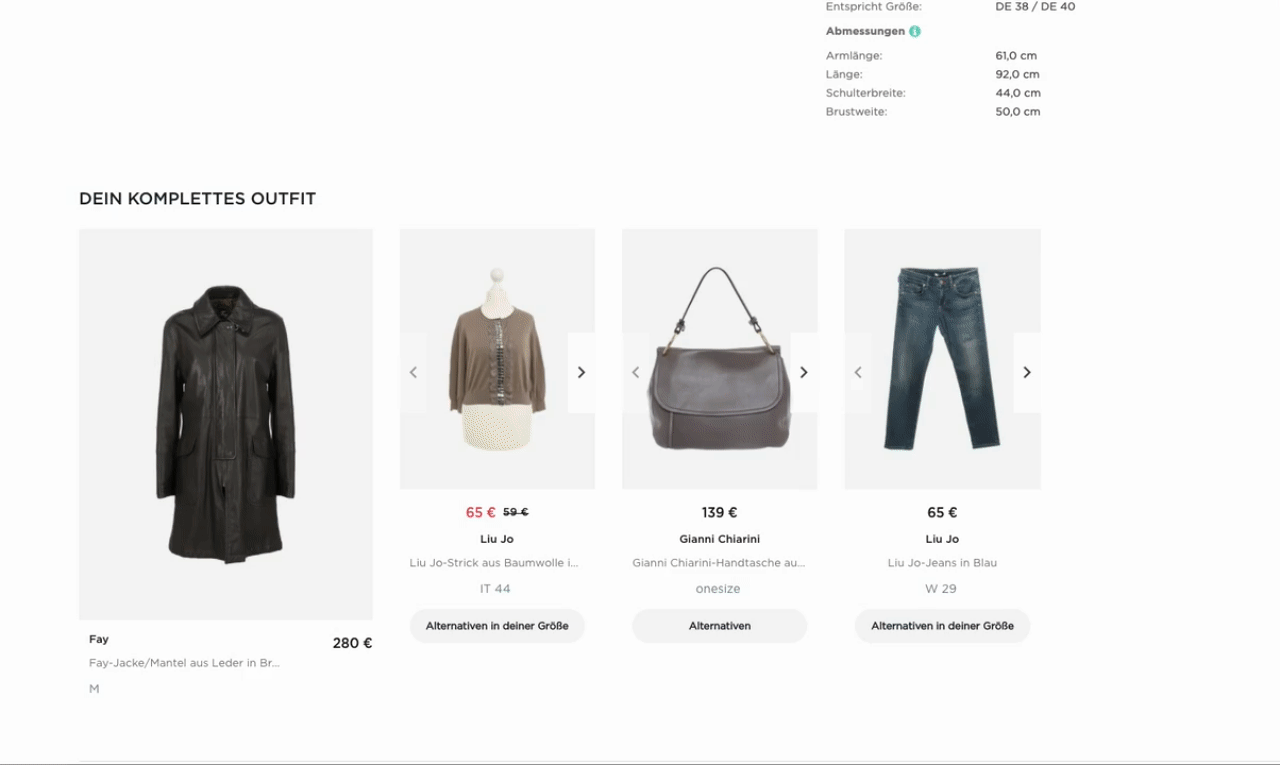 Entspricht Größe: DE 38 / DE 40
Abmessungen
Armlänge: 61,0 cm
Länge: 92,0 cm
Schulterbreite: 44,0 cm
Brustweite: 50,0 cm
DEIN KOMPLETTES OUTFIT
Fay 280 €
Fay-Jacke/Mantel aus Leder in Br...
M
65 € 59 €
Liu Jo
Liu Jo-Strick aus Baumwolle i...
IT 44
Alternativen in deiner Größe
139 €
Gianni Chiarini
Gianni Chiarini-Handtasche au...
onesize
Alternativen
65 €
Liu Jo
Liu Jo-Jeans in Blau
W 29
Alternativen in deiner Größe